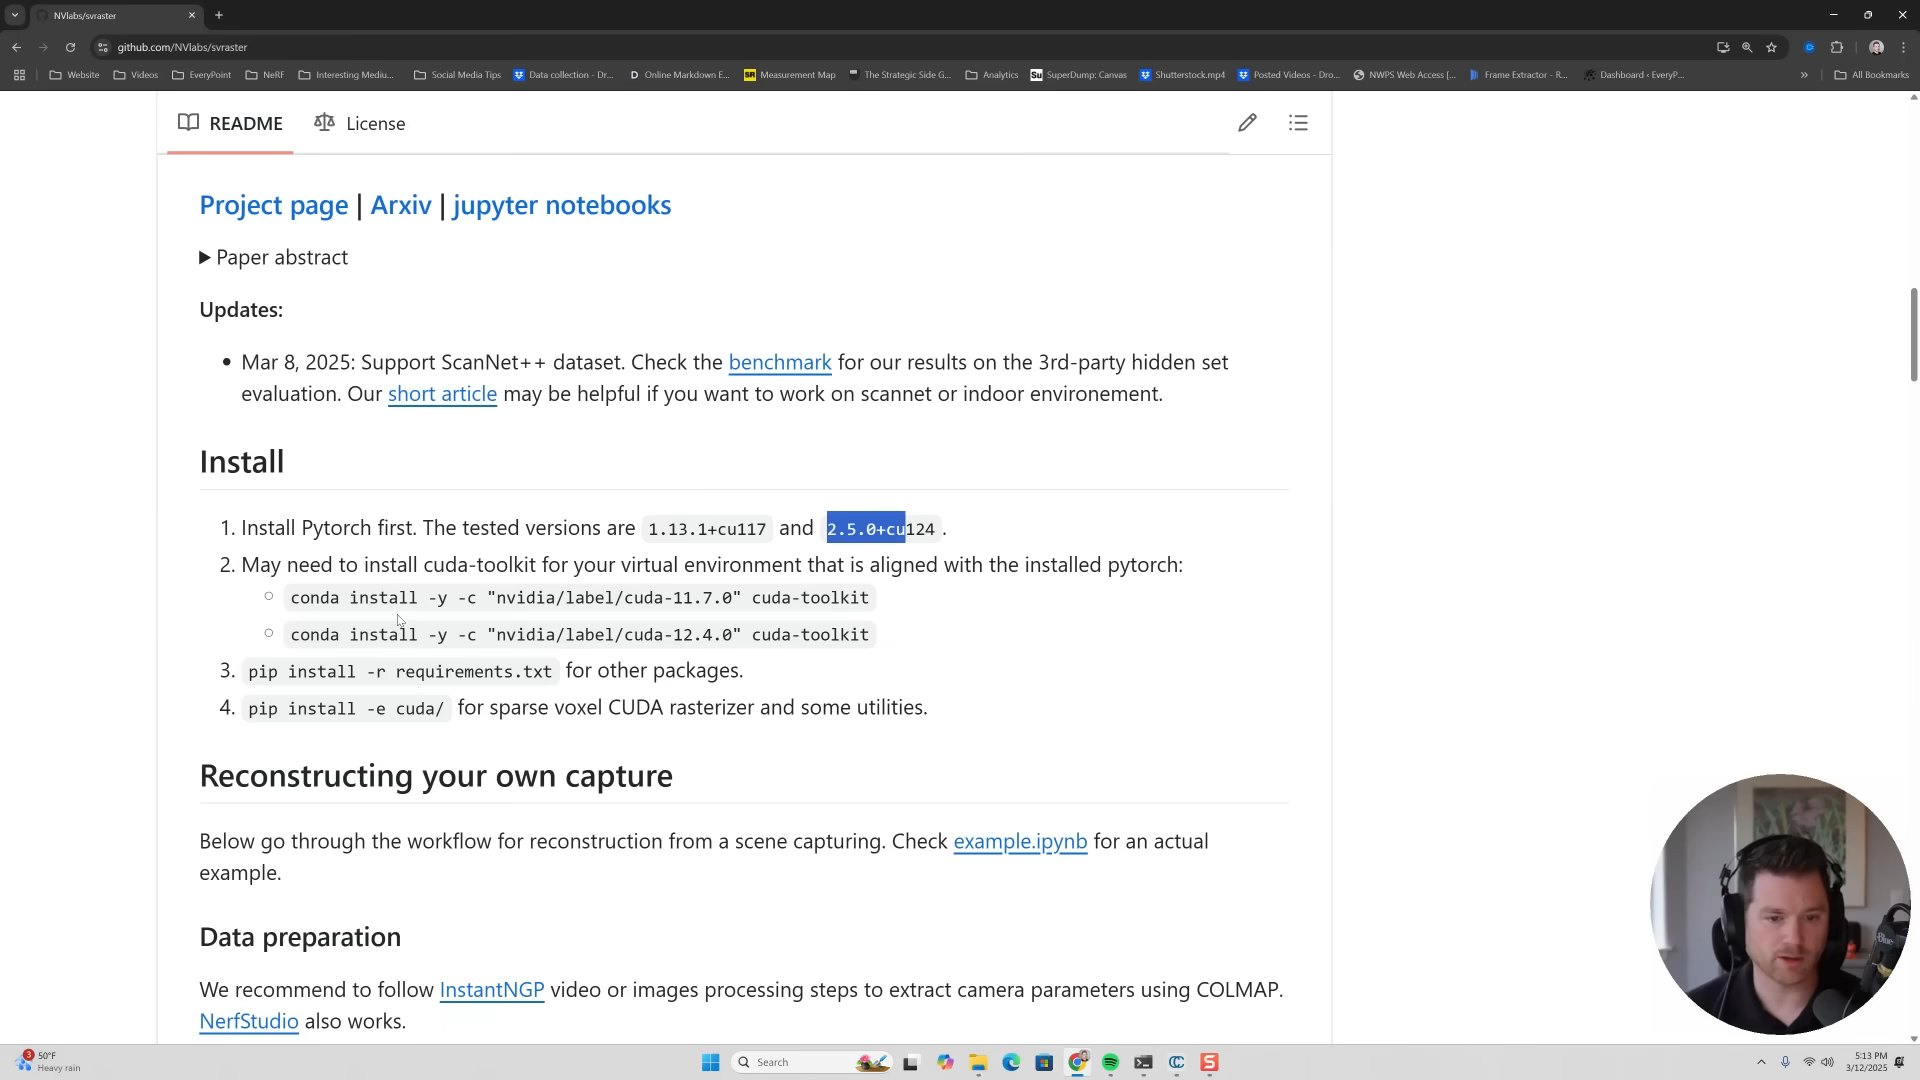 NVlabs/svraster
github.com/NVlabs/svraster
Website
Videos
EveryPoint
NeRF
Interesting Mediu...
Social Media Tips
Data collection - Dr...
Online Markdown E...
Measurement Map
The Strategic Side G...
Analytics
SuperDump: Canvas
Shutterstock.mp4
Posted Videos - Dro...
NWPS Web Access [...
Frame Extractor - R...
Dashboard ‹ EveryP...
»
All Bookmarks
README
License
Project page | Arxiv | jupyter notebooks
Paper abstract
Updates:
• Mar 8, 2025: Support ScanNet++ dataset. Check the benchmark for our results on the 3rd-party hidden set
evaluation. Our short article may be helpful if you want to work on scannet or indoor environement.
Install
1. Install Pytorch first. The tested versions are 1.13.1+cu117 and 2.5.0+cu124 .
2. May need to install cuda-toolkit for your virtual environment that is aligned with the installed pytorch:
conda install -y -c "nvidia/label/cuda-11.7.0" cuda-toolkit
conda install -y -c "nvidia/label/cuda-12.4.0" cuda-toolkit
3. pip install -r requirements.txt for other packages.
4. pip install -e cuda/ for sparse voxel CUDA rasterizer and some utilities.
Reconstructing your own capture
Below go through the workflow for reconstruction from a scene capturing. Check example.ipynb for an actual
example.
Data preparation
We recommend to follow InstantNGP video or images processing steps to extract camera parameters using COLMAP.
NerfStudio also works.
Blue
3
50°F
Heavy rain
Search
5:13 PM
3/12/2025